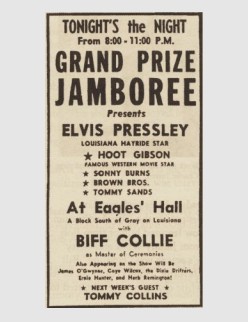 TONIGHT's the NIGHT
From 8:00 - 11:00 P.M.
GRAND PRIZE
JAMBOREE
Presents
ELVIS PRESSLEY
LOUISIANA HAYRIDE STAR
★ HOOT GIBSON
FAMOUS WESTERN MOVIE STAR
★ SONNY BURNS
★ BROWN BROS.
★ TOMMY SANDS
At Eagles' Hall
A Block South of Gray on Louisiana
with
BIFF COLLIE
as Master of Ceremonies
Also Appearing on the Show Will Be
James O'Gwynne, Coye Wilcox, the Dixie Drifters,
Ernie Hunter, and Herb Remington!
★ NEXT WEEK'S GUEST
TOMMY COLLINS